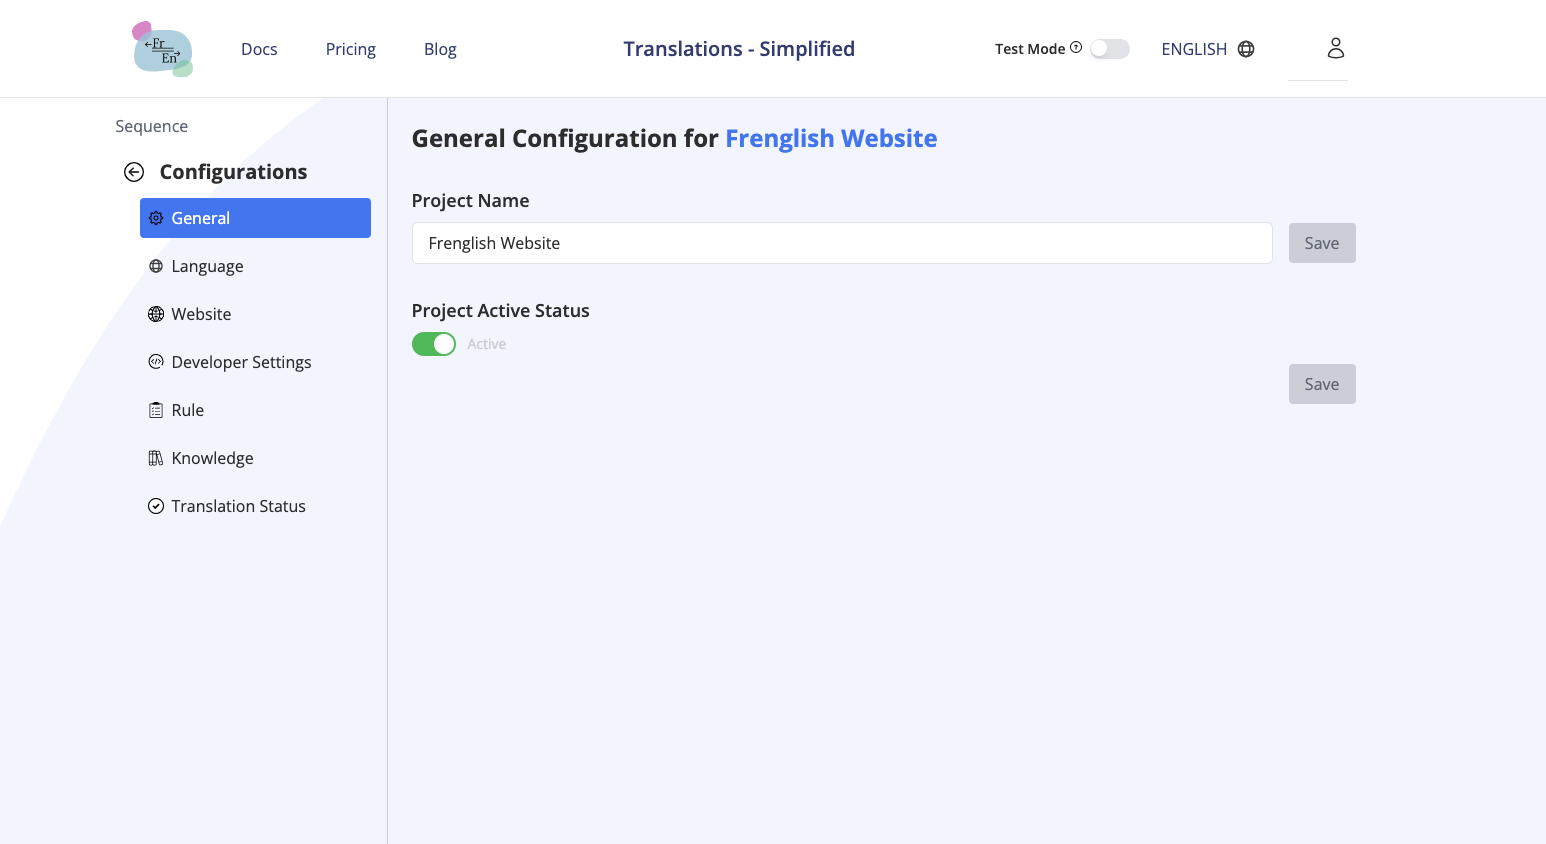 Fr
En
Docs
Pricing
Blog
Translations - Simplified
Test Mode
ENGLISH
Sequence
Configurations
General
Language
Website
Developer Settings
Rule
Knowledge
Translation Status
General Configuration for Frenglish Website
Project Name
Frenglish Website
Save
Project Active Status
Active
Save